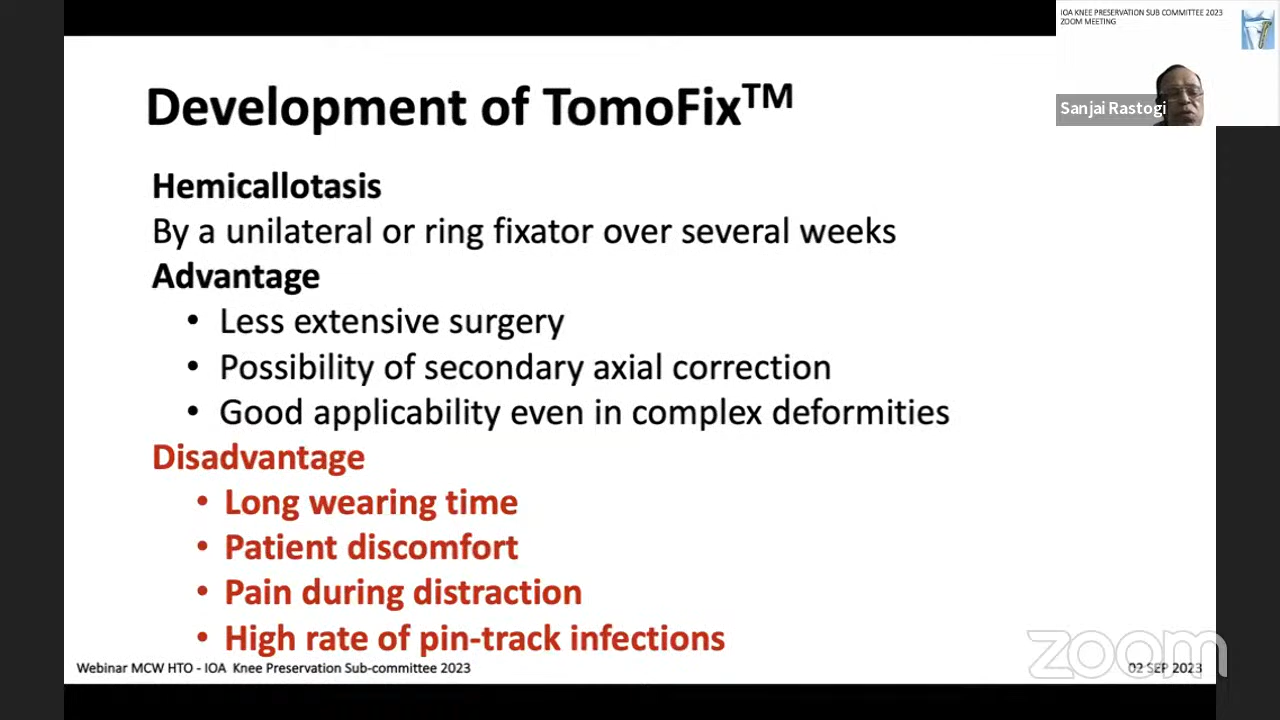 IOA KNEE PRESERVATION SUB COMMITTEE 2023
ZOOM MEETING
Sanjai Rastogi
Development of TomoFix™
Hemicallotasis
By a unilateral or ring fixator over several weeks
Advantage
• Less extensive surgery
• Possibility of secondary axial correction
• Good applicability even in complex deformities
Disadvantage
• Long wearing time
• Patient discomfort
• Pain during distraction
• High rate of pin-track infections
Webinar MCW HTO - IOA Knee Preservation Sub-committee 2023
02 SEP 2023
zoom